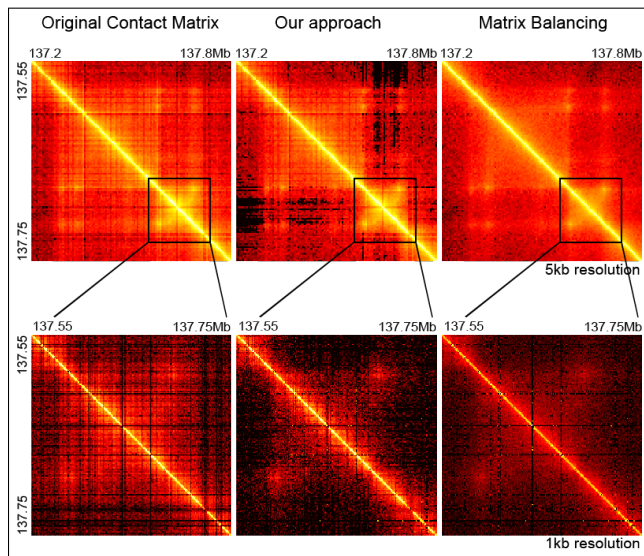 Original Contact Matrix
Our approach
Matrix Balancing
137.2 137.8Mb
137.2 137.8Mb
137.2 137.8Mb
137.55
137.75
5kb resolution
137.55 137.75Mb
137.55 137.75Mb
137.55 137.75Mb
137.55
137.75
1kb resolution